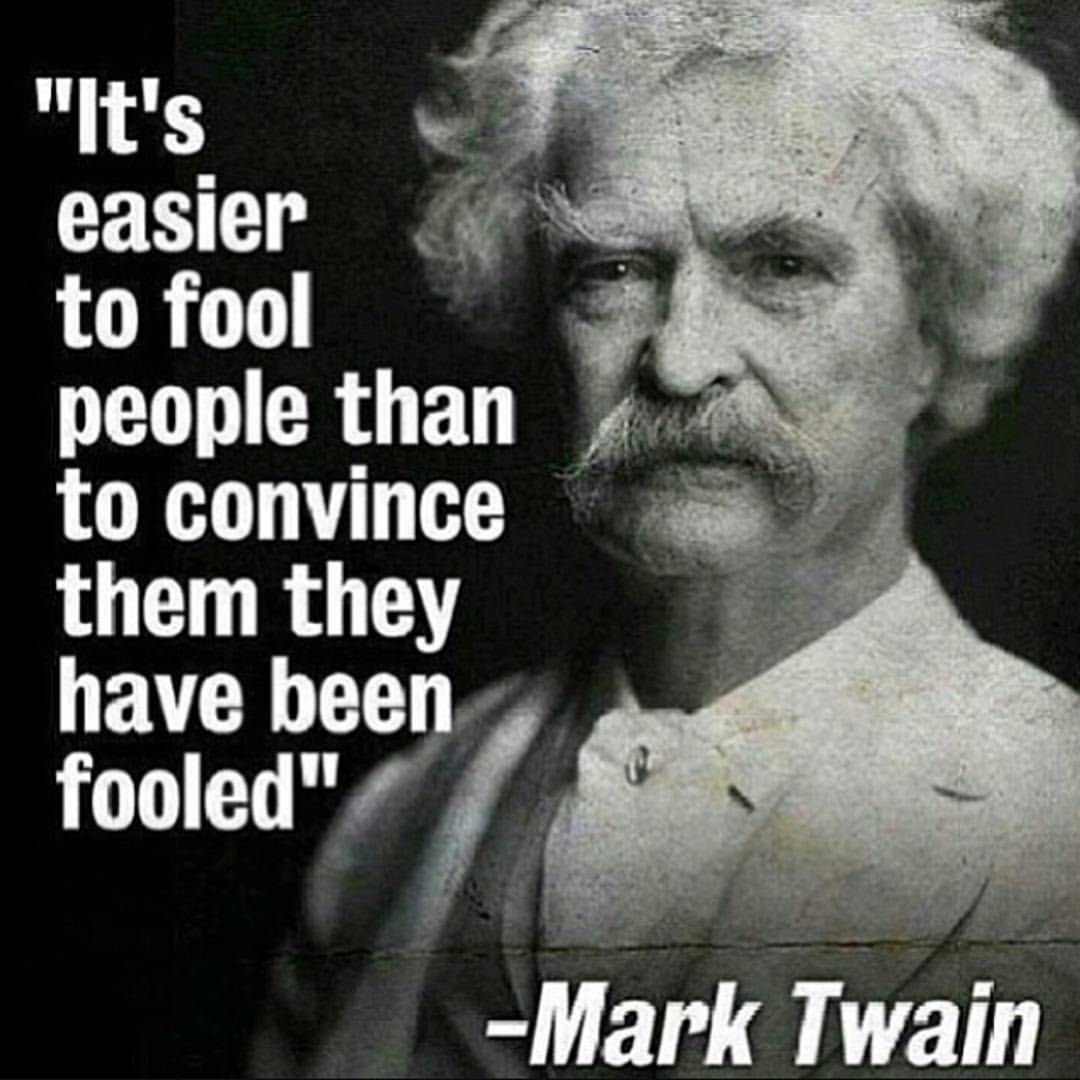 "It's
easier
to fool
people than
to convince
them they
have been
fooled"
-Mark Twain